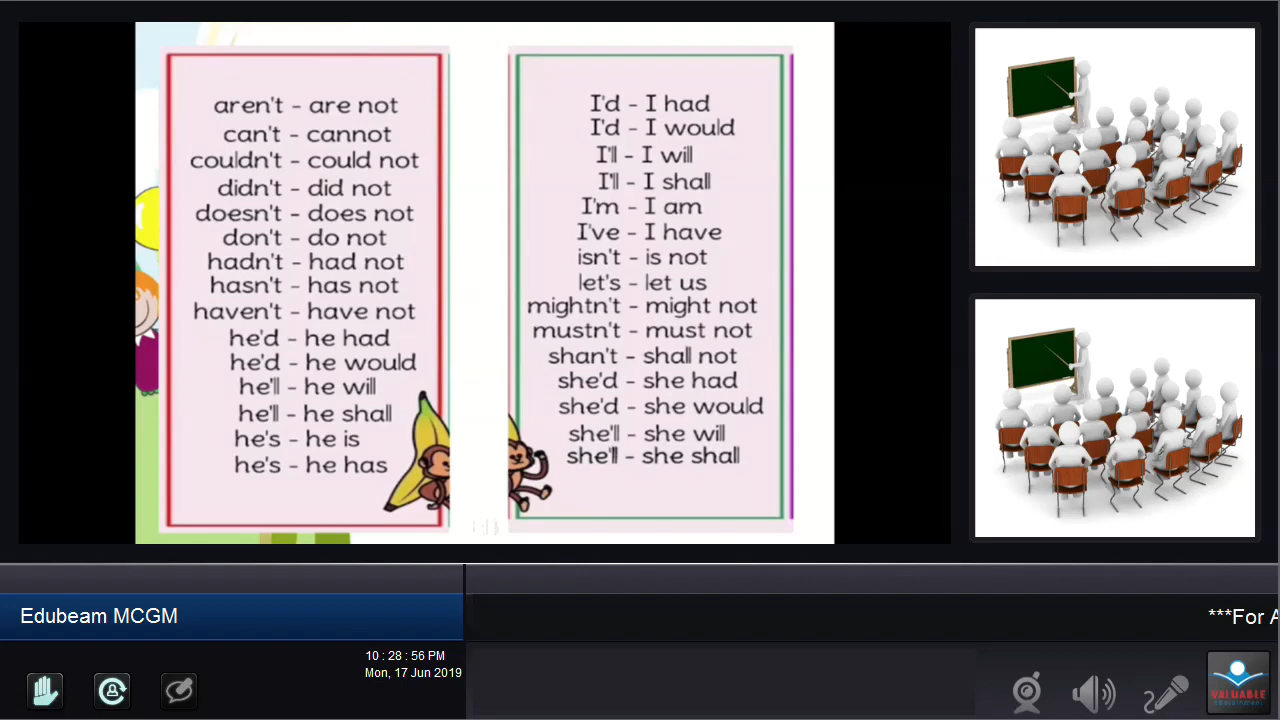 aren't - are not
can't - cannot
couldn't - could not
didn't - did not
doesn't - does not
don't - do not
hadn't - had not
hasn't - has not
haven't - have not
he'd - he had
he'd - he would
he'll - he will
he'll - he shall
he's - he is
he's - he has
I'd - I had
I'd - I would
I'll - I will
I'll - I shall
I'm - I am
I've - I have
isn't - is not
let's - let us
mightn't - might not
mustn't - must not
shan't - shall not
she'd - she had
she'd - she would
she'll - she will
she'll - she shall
Edubeam MCGM
***For A
10 : 28 : 56 PM
Mon, 17 Jun 2019
VALUABLE